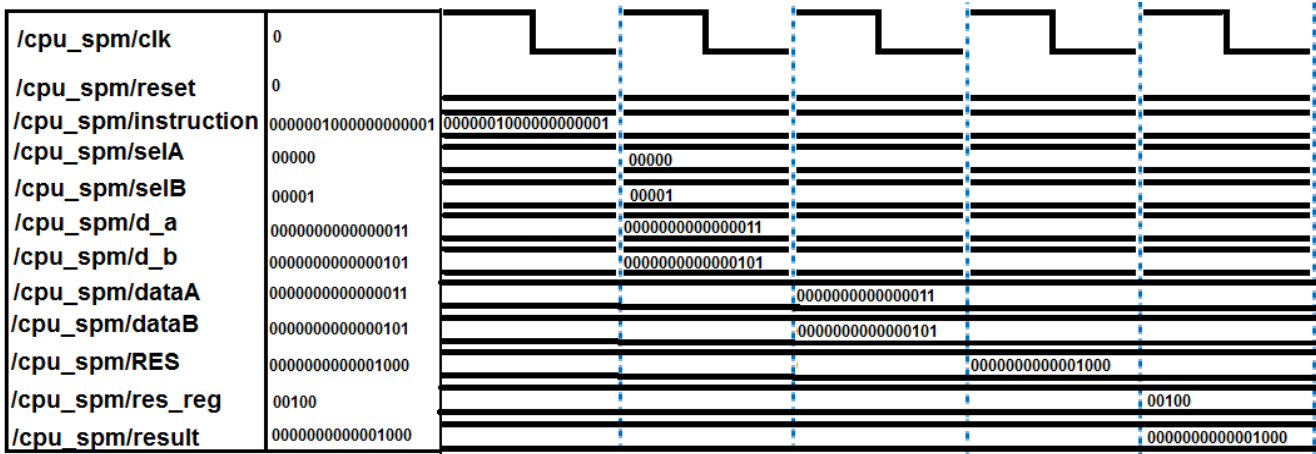 /cpu_spm/clk 0
/cpu_spm/reset 0
/cpu_spm/instruction 0000001000000000001 0000001000000000001
/cpu_spm/selA 00000 00000
/cpu_spm/selB 00001 00001
/cpu_spm/d_a 0000000000000011 0000000000000011
/cpu_spm/d_b 0000000000000101 0000000000000101
/cpu_spm/dataA 0000000000000011 0000000000000011
/cpu_spm/dataB 0000000000000101 0000000000000101
/cpu_spm/RES 0000000000001000 0000000000001000
/cpu_spm/res_reg 00100 00100
/cpu_spm/result 0000000000001000 0000000000001000